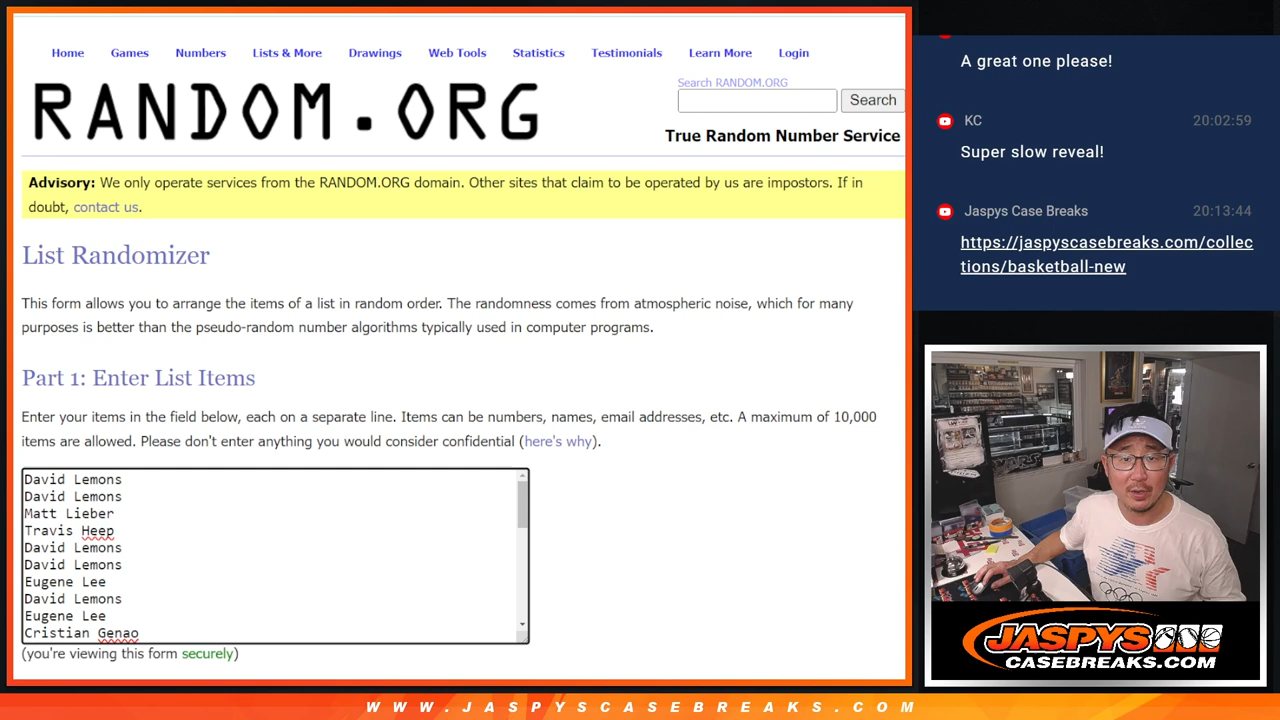 Home Games Numbers Lists & More Drawings Web Tools Statistics Testimonials Learn More Login
RANDOM.ORG
Search RANDOM.ORG
Search
True Random Number Service
Advisory: We only operate services from the RANDOM.ORG domain. Other sites that claim to be operated by us are impostors. If in
doubt, contact us.
List Randomizer
This form allows you to arrange the items of a list in random order. The randomness comes from atmospheric noise, which for many
purposes is better than the pseudo-random number algorithms typically used in computer programs.
Part 1: Enter List Items
Enter your items in the field below, each on a separate line. Items can be numbers, names, email addresses, etc. A maximum of 10,000
items are allowed. Please don't enter anything you would consider confidential (here's why).
David Lemons
David Lemons
Matt Lieber
Travis Heep
David Lemons
David Lemons
Eugene Lee
David Lemons
Eugene Lee
Cristian Genao
(you're viewing this form securely)
A great one please!
KC 20:02:59
Super slow reveal!
Jaspys Case Breaks 20:13:44
https://jaspyscasebreaks.com/collec
tions/basketball-new
JASPYS
CASEBREAKS.COM
WWW.JASPYSCASEBREAKS.COM